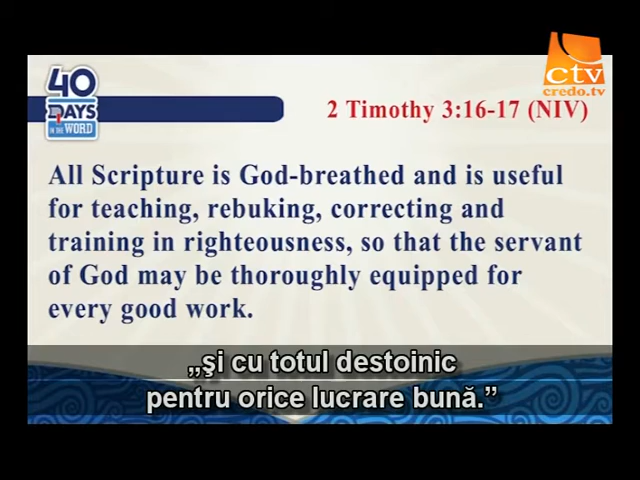 ctv
credo.tv
40
DAYS
IN THE WORD
2 Timothy 3:16-17 (NIV)
All Scripture is God-breathed and is useful
for teaching, rebuking, correcting and
training in righteousness, so that the servant
of God may be thoroughly equipped for
every good work.
„şi cu totul destoinic
pentru orice lucrare bună.”